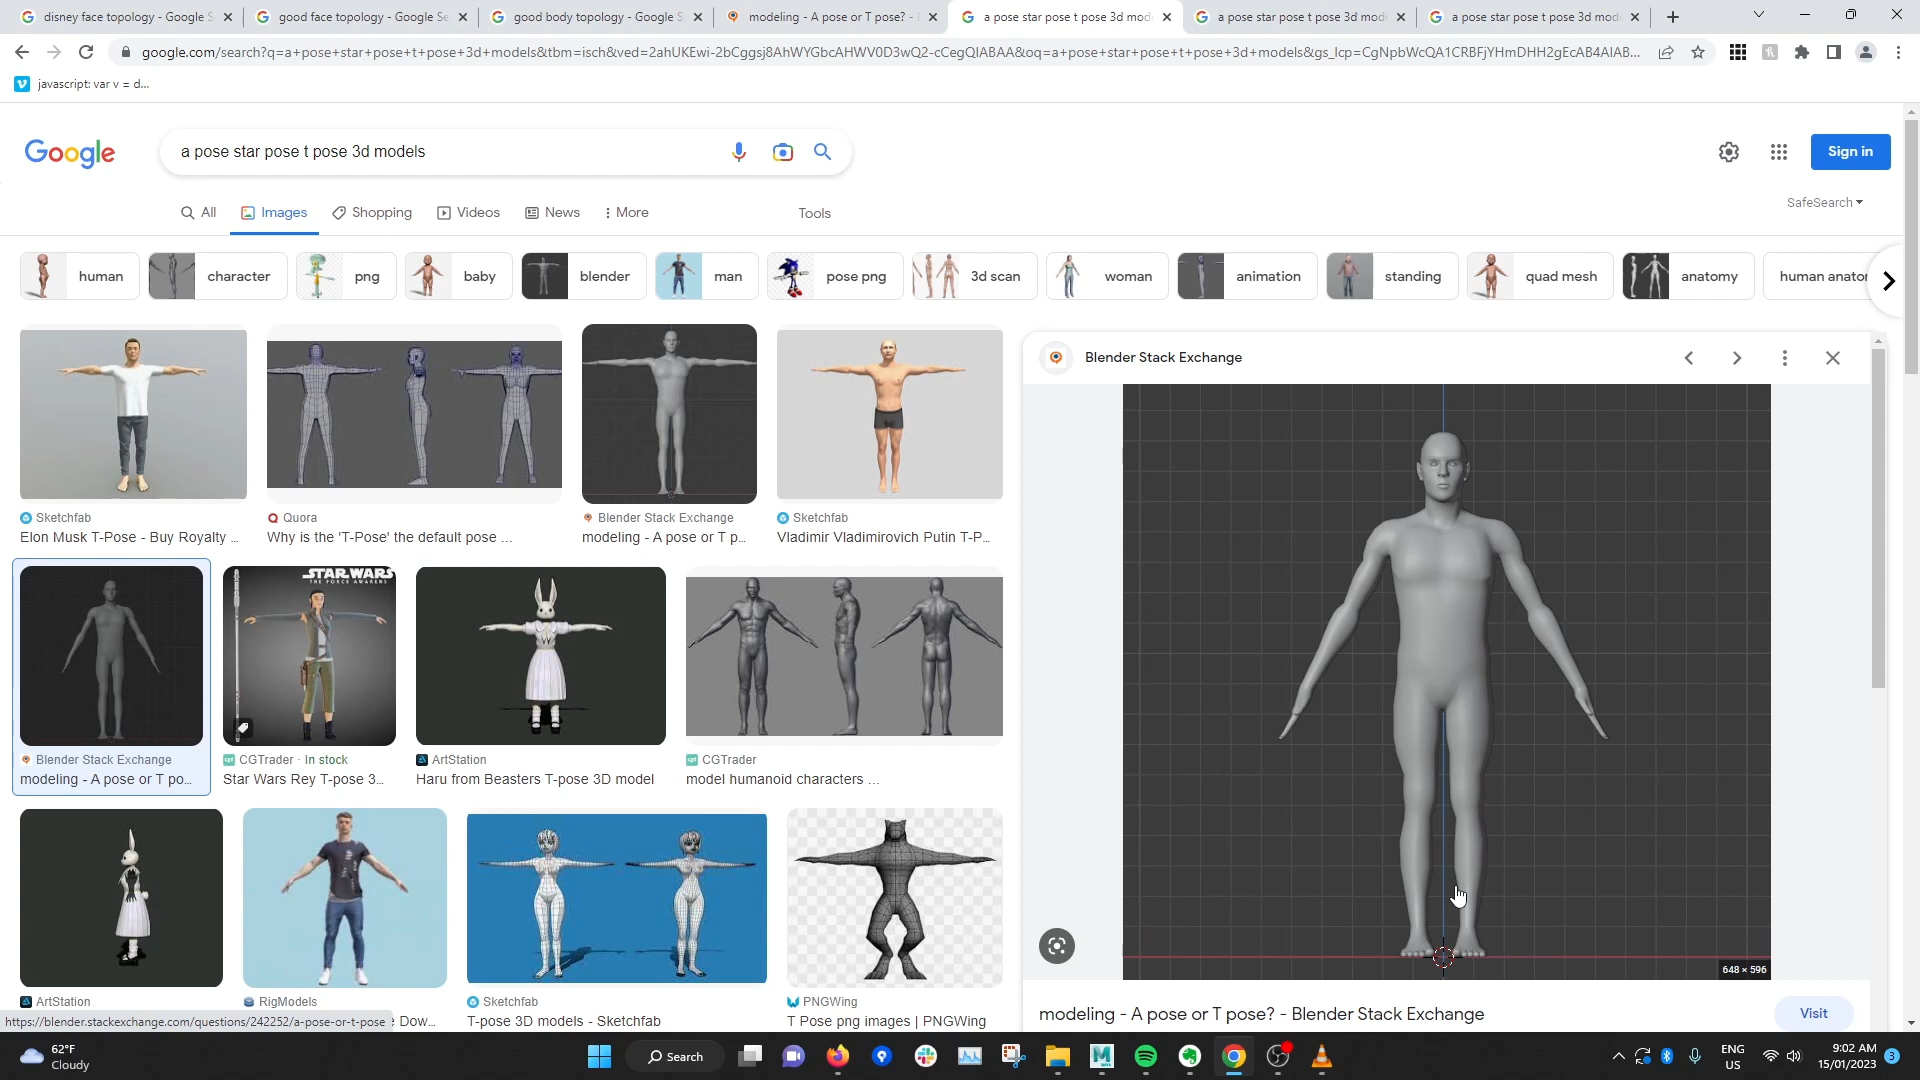 disney face topology - Google S
good face topology - Google Se
good body topology - Google S
modeling - A pose or T pose? -
a pose star pose t pose 3d mod
a pose star pose t pose 3d mod
a pose star pose t pose 3d mod
google.com/search?q=a+pose+star+pose+t+pose+3d+models&tbm=isch&ved=2ahUKEwi-2bCggsj8AhWYGbcAHWV0D3wQ2-cCegQIABAA&oq=a+pose+star+pose+t+pose+3d+models&gs_lcp=CgNpbWcQA1CRBFjYHmDHH2gEcAB4AIAB...
javascript: var v = d...
Google
a pose star pose t pose 3d models
Sign in
All
Images
Shopping
Videos
News
More
Tools
SafeSearch
human
character
png
baby
blender
man
pose png
3d scan
woman
animation
standing
quad mesh
anatomy
human anator
Blender Stack Exchange
Sketchfab
Elon Musk T-Pose - Buy Royalty ...
Quora
Why is the 'T-Pose' the default pose ...
Blender Stack Exchange
modeling - A pose or T p...
Sketchfab
Vladimir Vladimirovich Putin T-P...
STAR WARS
THE FORCE AWAKENS
Blender Stack Exchange
modeling - A pose or T po...
CGTrader · In stock
Star Wars Rey T-pose 3...
ArtStation
Haru from Beasters T-pose 3D model
CGTrader
model humanoid characters ...
648 × 596
modeling - A pose or T pose? - Blender Stack Exchange
Visit
ArtStation
RigModels
Dow...
Sketchfab
T-pose 3D models - Sketchfab
PNGWing
T Pose png images | PNGWing
https://blender.stackexchange.com/questions/242252/a-pose-or-t-pose
62°F
Cloudy
Search
ENG
US
9:02 AM
15/01/2023
3